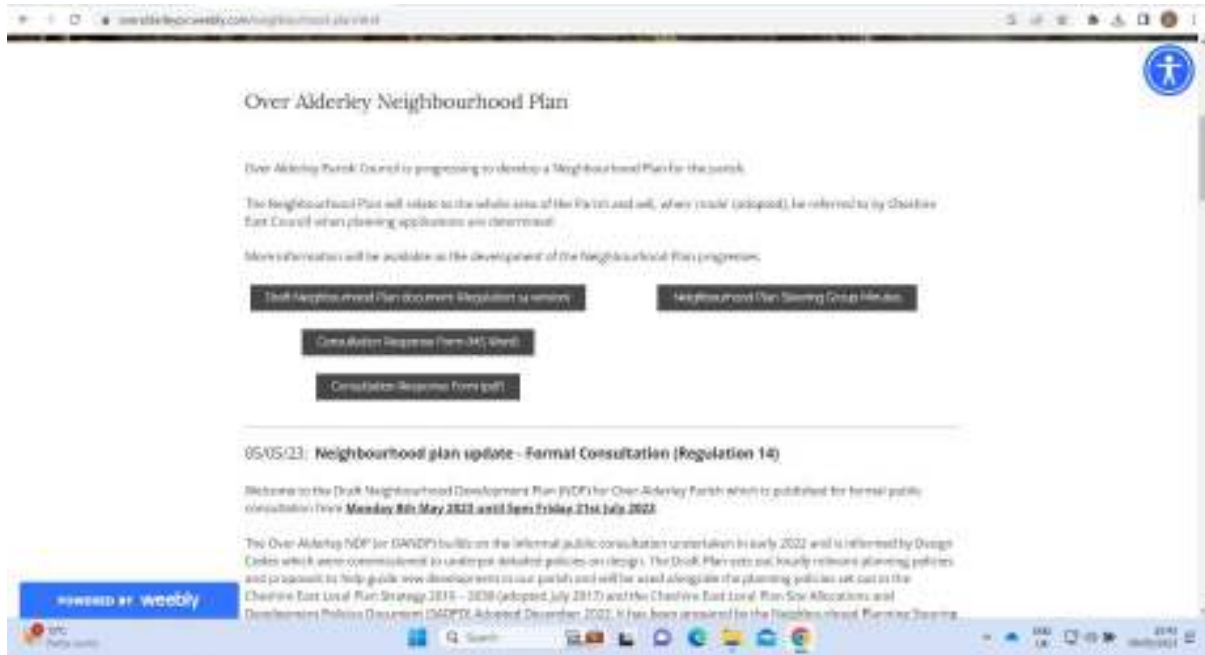 Over Alderley Neighbourhood Plan
Over Alderley Parish Council is progressing to develop a Neighbourhood Plan for the parish.
The Neighbourhood Plan will relate to the whole area of the Parish and will, when 'made' (adopted), be referred to by Cheshire
East Council when planning applications are determined.
More information will be available as the development of the Neighbourhood Plan progresses.
Draft Neighbourhood Plan document (Regulation 14 version)
Neighbourhood Plan Steering Group Minutes
Consultation Response Form (MS Word)
Consultation Response Form (pdf)
05/05/23: Neighbourhood plan update - Formal Consultation (Regulation 14)
Welcome to the Draft Neighbourhood Development Plan (NDP) for Over Alderley Parish which is published for formal public
consultation from Monday 8th May 2023 until 5pm Friday 21st July 2023
The Over Alderley NDP (or OANDP) builds on the informal public consultation undertaken in early 2022 and is informed by Design
Codes which were commissioned to underpin detailed policies on design. The Draft Plan sets out locally relevant planning policies
and proposals to help guide new development in our parish and will be used alongside the planning policies set out in the
Cheshire East Local Plan Strategy 2010 - 2030 (adopted July 2017) and the Cheshire East Local Plan Site Allocations and
Development Policies Document (SADPD) Adopted December 2022. It has been prepared by the Neighbourhood Planning Steering
POWERED BY weebly
Search